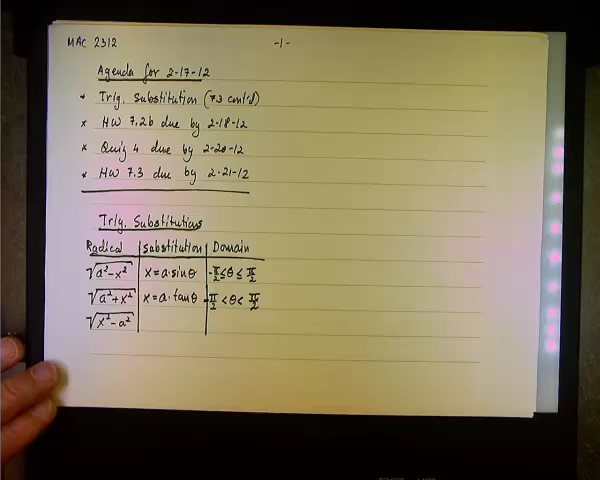 MAC 2312 -1-
Agenda for 2-17-12
* Trig. Substitution (7.3 cont'd)
* HW 7.2b due by 2-18-12
* Quiz 4 due by 2-20-12
* HW 7.3 due by 2-21-12
Trig. Substitutions
Radical | Substitution | Domain
√(a²-x²) | x = a·sinθ | -π/2 ≤ θ ≤ π/2
√(a²+x²) | x = a·tanθ | -π/2 < θ < π/2
√(x²-a²)